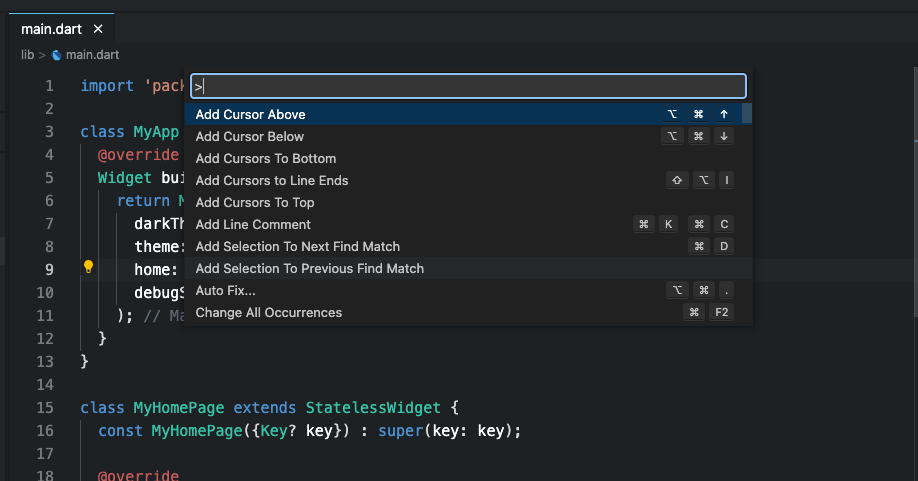 main.dart ×
lib > main.dart
>
1 import 'pack
Add Cursor Above ⌥ ⌘ ↑
2
Add Cursor Below ⌥ ⌘ ↓
3 class MyApp
Add Cursors To Bottom
4 @override
Add Cursors to Line Ends ⇧ ⌥ I
5 Widget bui
Add Cursors To Top
6 return M
Add Line Comment ⌘ K ⌘ C
7 darkTh
Add Selection To Next Find Match ⌘ D
8 theme:
Add Selection To Previous Find Match
9 home:
Auto Fix... ⌥ ⌘ .
10 debugS
Change All Occurrences ⌘ F2
11 ); // Ma
12 }
13 }
14
15 class MyHomePage extends StatelessWidget {
16 const MyHomePage({Key? key}) : super(key: key);
17
18 @override